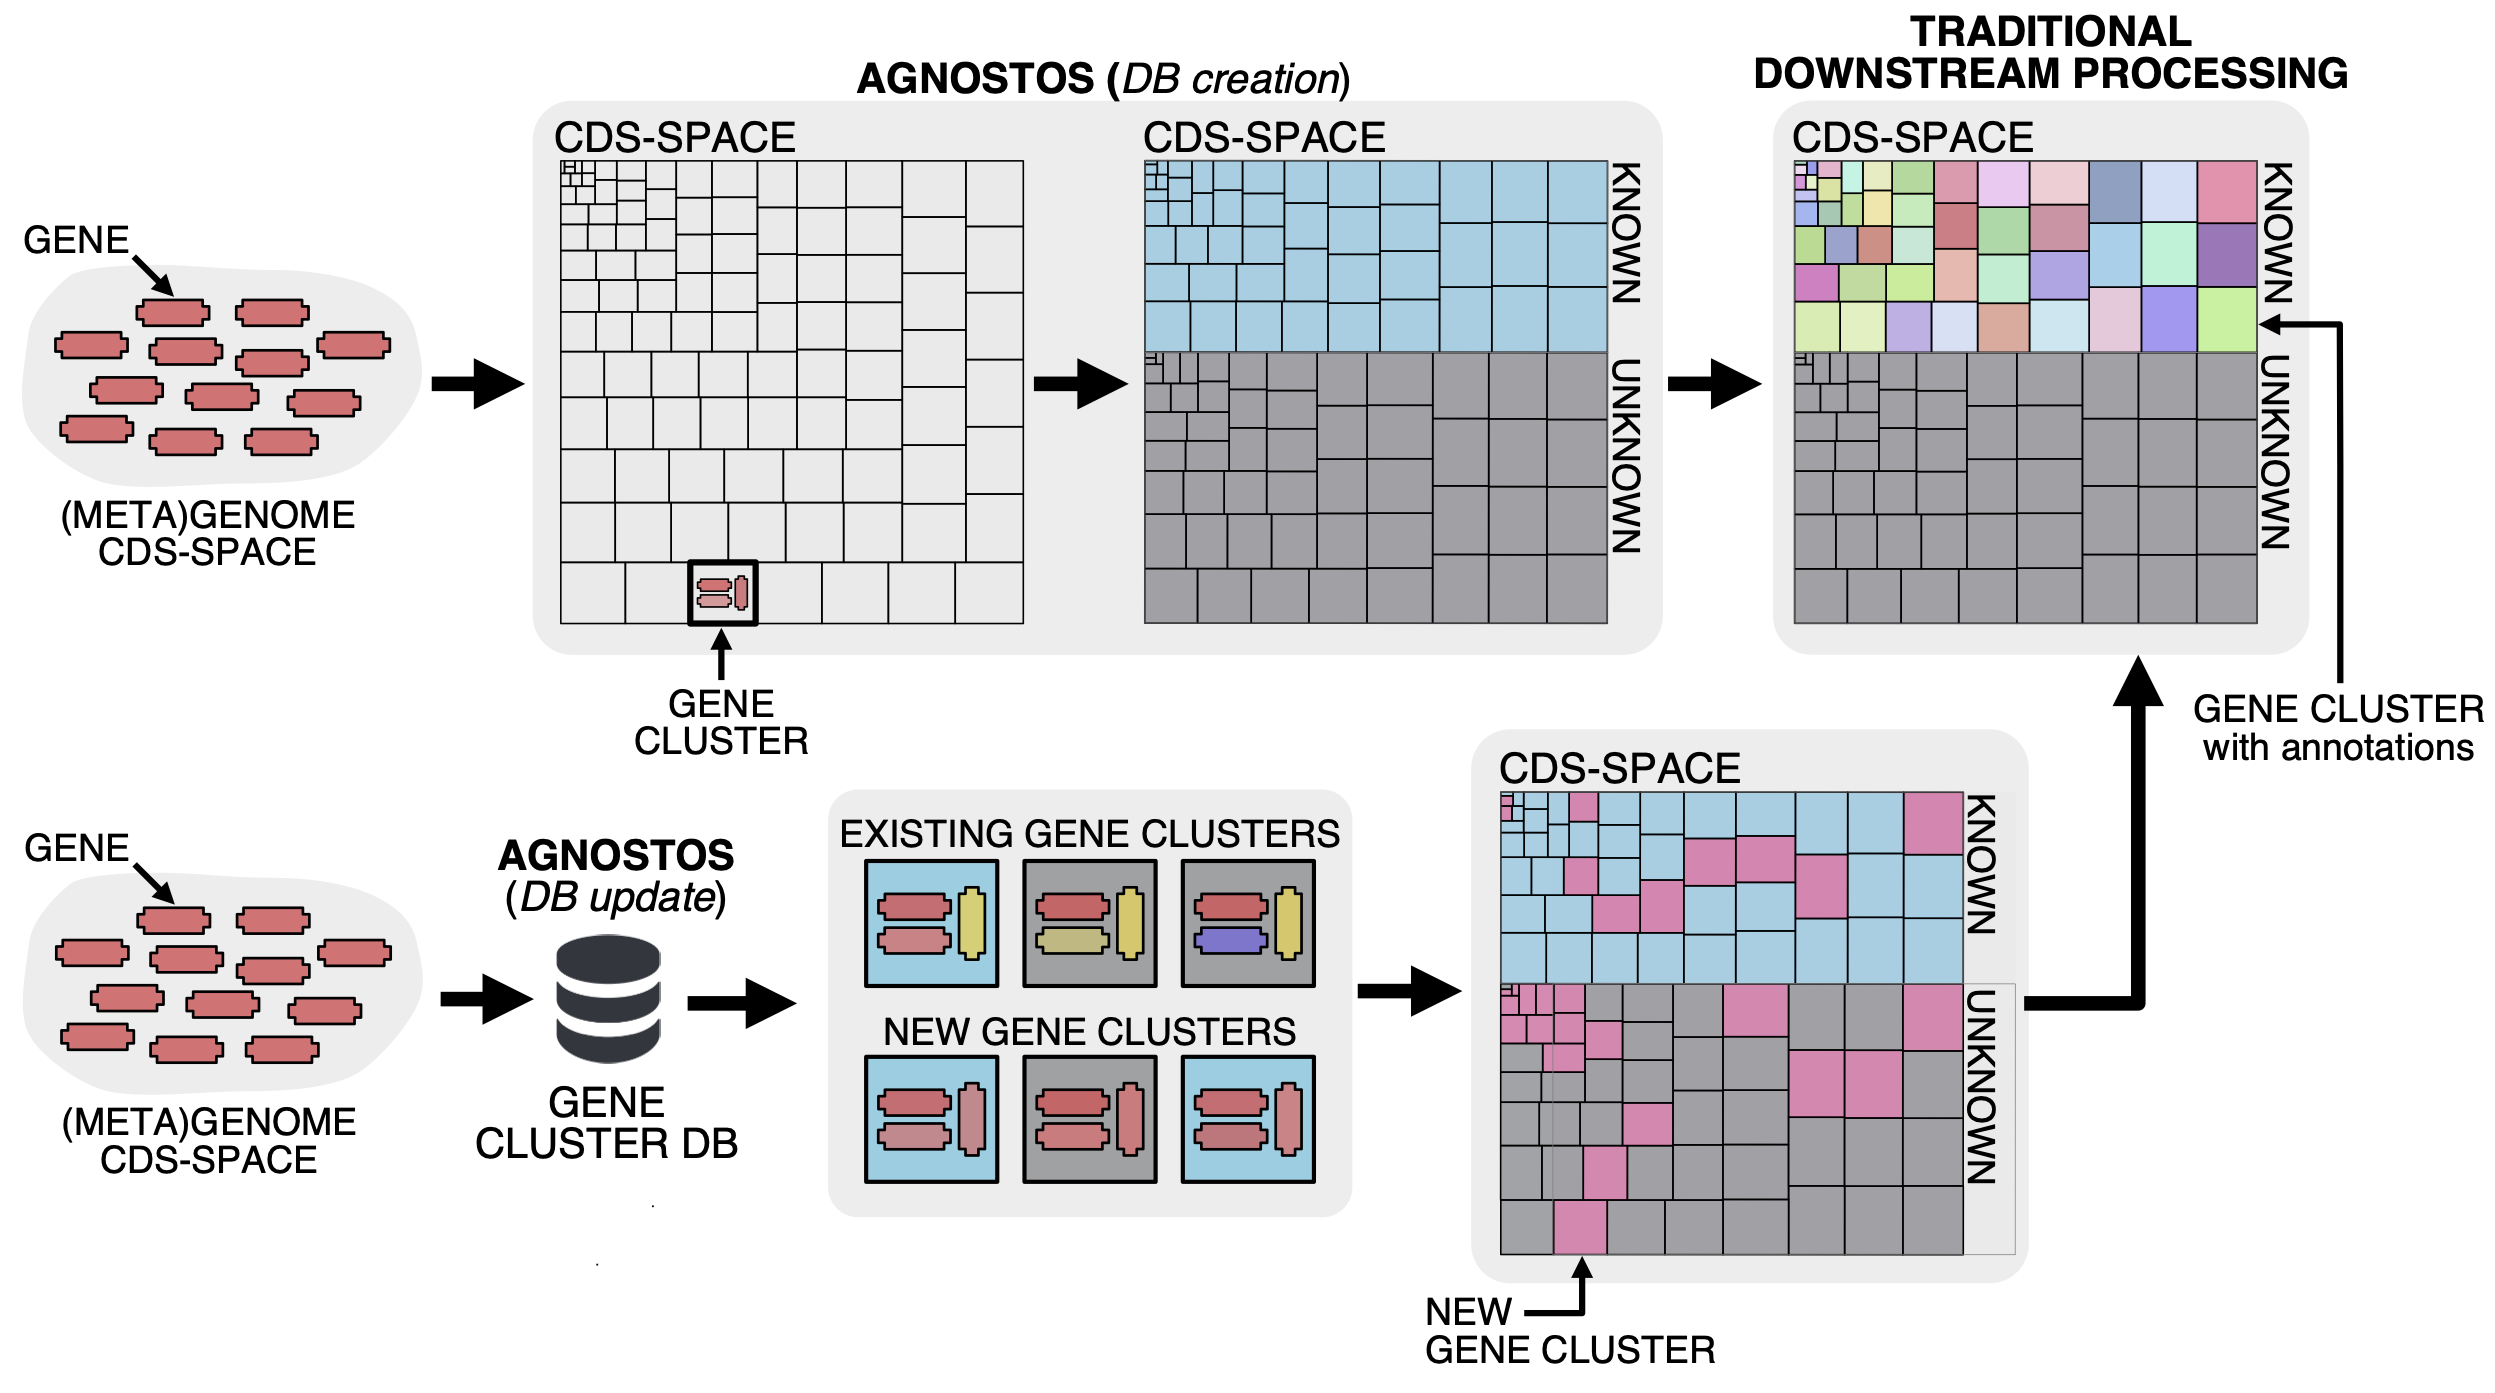 AGNOSTOS (DB creation)
TRADITIONAL
DOWNSTREAM PROCESSING
GENE
(META)GENOME
CDS-SPACE
CDS-SPACE
GENE
CLUSTER
CDS-SPACE
KNOWN
UNKNOWN
CDS-SPACE
KNOWN
UNKNOWN
GENE CLUSTER
with annotations
GENE
(META)GENOME
CDS-SPACE
AGNOSTOS
(DB update)
GENE
CLUSTER DB
EXISTING GENE CLUSTERS
NEW GENE CLUSTERS
CDS-SPACE
KNOWN
UNKNOWN
NEW
GENE CLUSTER